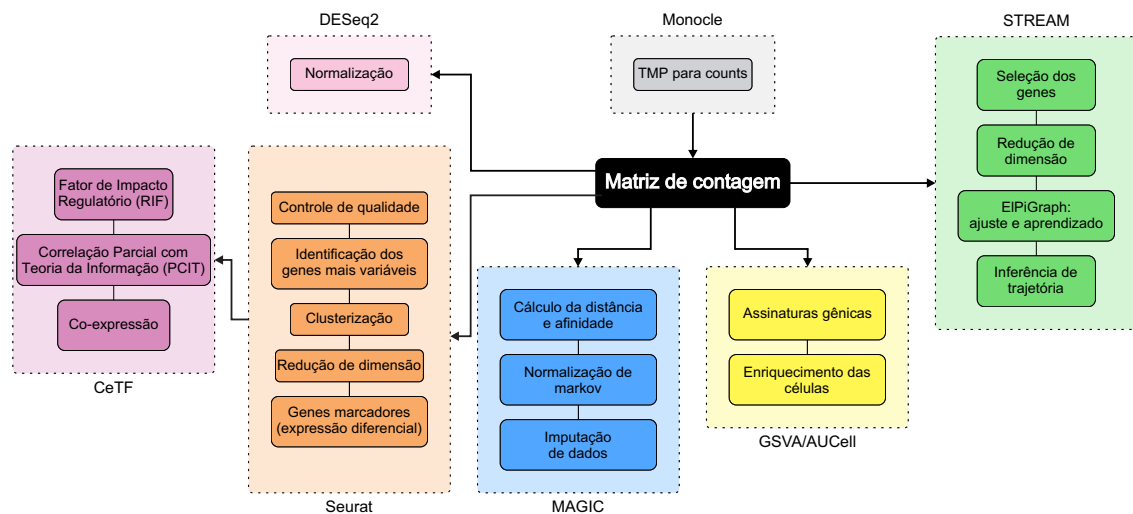 DESeq2
Normalização
Monocle
TMP para counts
STREAM
Seleção dos
genes
Redução de
dimensão
ElPiGraph:
ajuste e aprendizado
Inferência de
trajetória
Matriz de contagem
Fator de Impacto
Regulatório (RIF)
Correlação Parcial com
Teoria da Informação (PCIT)
Co-expressão
CeTF
Controle de qualidade
Identificação dos
genes mais variáveis
Clusterização
Redução de dimensão
Genes marcadores
(expressão diferencial)
Seurat
Cálculo da distância
e afinidade
Normalização de
markov
Imputação
de dados
MAGIC
Assinaturas gênicas
Enriquecimento das
células
GSVA/AUCell